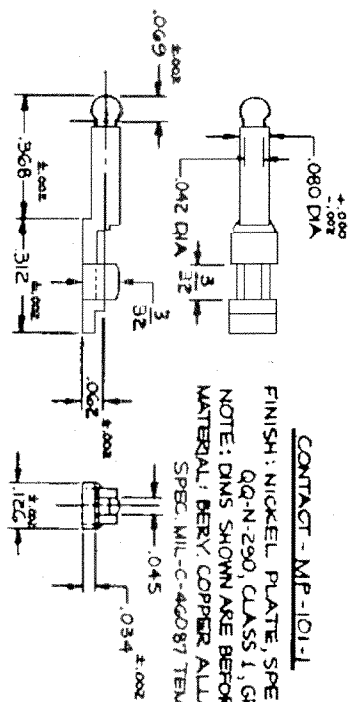 CONTACT - MP-101-1
FINISH: NICKEL PLATE, SPE
QQ-N-290, CLASS 1, GR
NOTE: DIMS SHOWN ARE BEFOR
MATERIAL: BERY COPPER ALL
SPEC. MIL-C-46087 TEM
.069 ±.002
.368 ±.002
.312 ±.002
3/32
.062 ±.002
+.000
-.002
.080 DIA
.042 DIA
3/32
.126 ±.002
.045
.034 ±.002